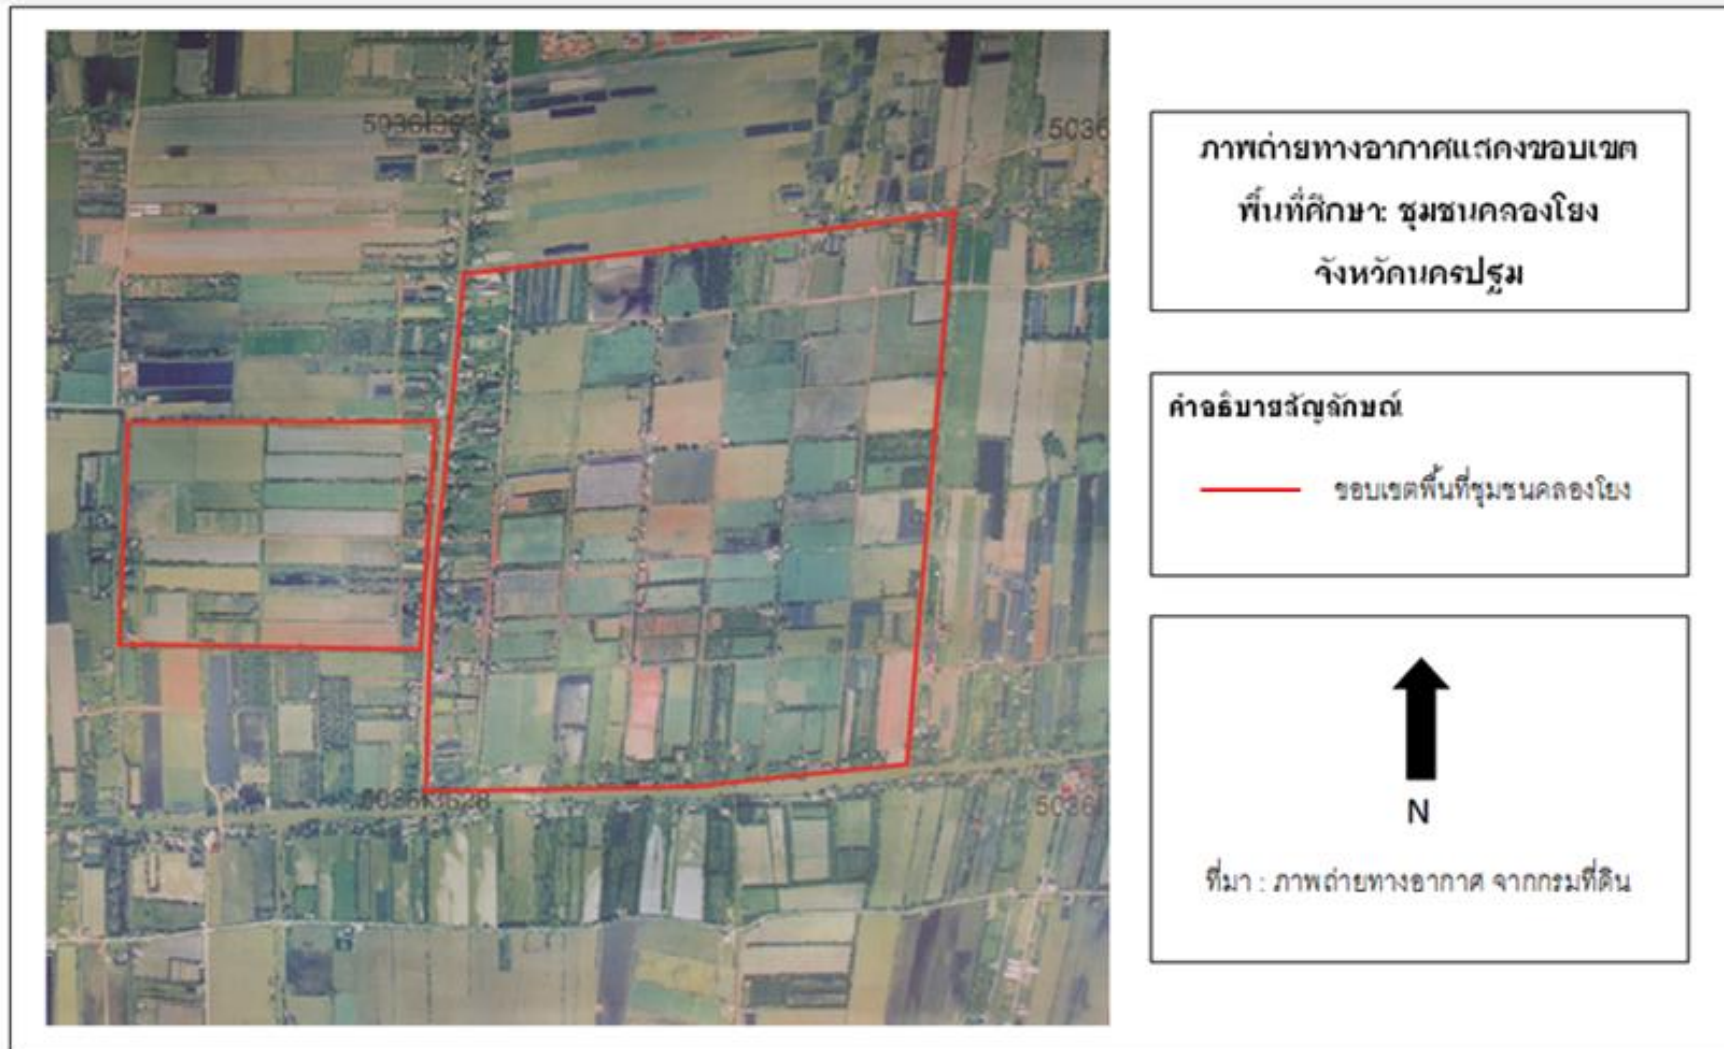 5036I36
5036
ภาพถ่ายทางอากาศแสดงขอบเขต
พื้นที่ศึกษา: ชุมชนคลองโยง
จังหวัดนครปฐม
คำอธิบายสัญลักษณ์
ขอบเขตพื้นที่ชุมชนคลองโยง
5036I3628
5036
N
ที่มา : ภาพถ่ายทางอากาศ จากกรมที่ดิน